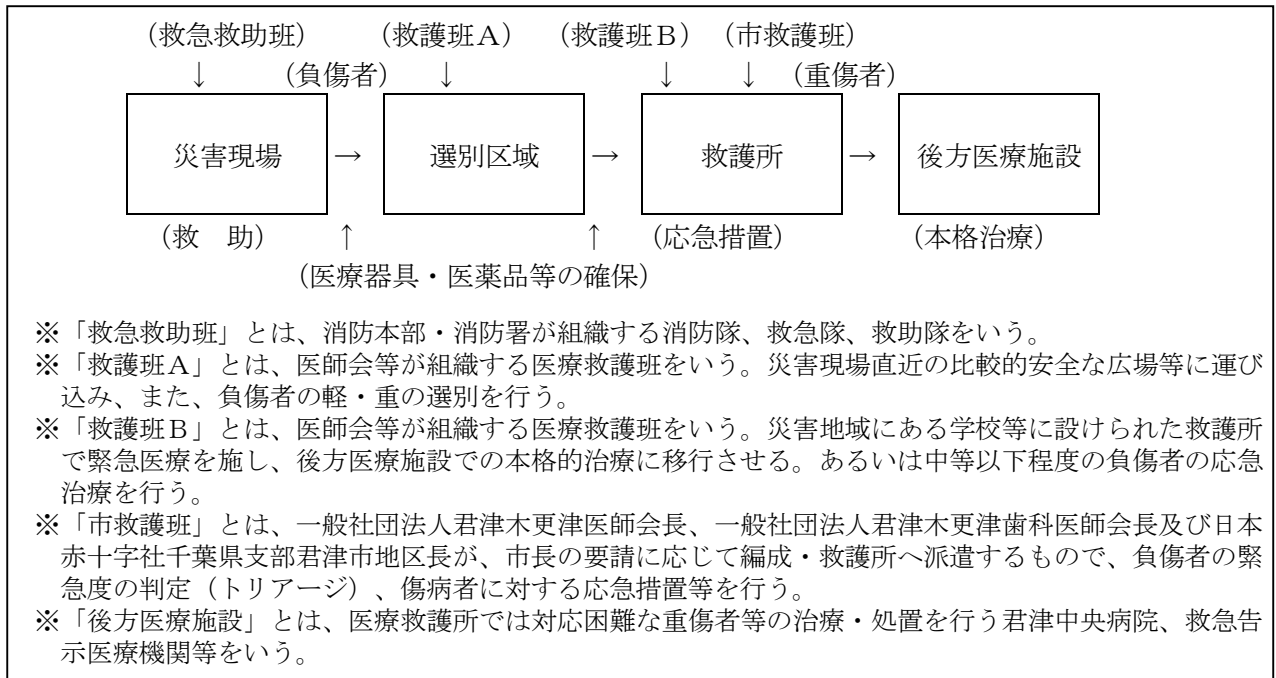 （救急救助班） （救護班Ａ） （救護班Ｂ） （市救護班）
↓ （負傷者） ↓ ↓ ↓ （重傷者）
災害現場 → 選別区域 → 救護所 → 後方医療施設
（救　助） ↑ ↑ （応急措置） （本格治療）
（医療器具・医薬品等の確保）
※「救急救助班」とは、消防本部・消防署が組織する消防隊、救急隊、救助隊をいう。
※「救護班Ａ」とは、医師会等が組織する医療救護班をいう。災害現場直近の比較的安全な広場等に運び
込み、また、負傷者の軽・重の選別を行う。
※「救護班Ｂ」とは、医師会等が組織する医療救護班をいう。災害地域にある学校等に設けられた救護所
で緊急医療を施し、後方医療施設での本格的治療に移行させる。あるいは中等以下程度の負傷者の応急
治療を行う。
※「市救護班」とは、一般社団法人君津木更津医師会長、一般社団法人君津木更津歯科医師会長及び日本
赤十字社千葉県支部君津市地区長が、市長の要請に応じて編成・救護所へ派遣するもので、負傷者の緊
急度の判定（トリアージ）、傷病者に対する応急措置等を行う。
※「後方医療施設」とは、医療救護所では対応困難な重傷者等の治療・処置を行う君津中央病院、救急告
示医療機関等をいう。